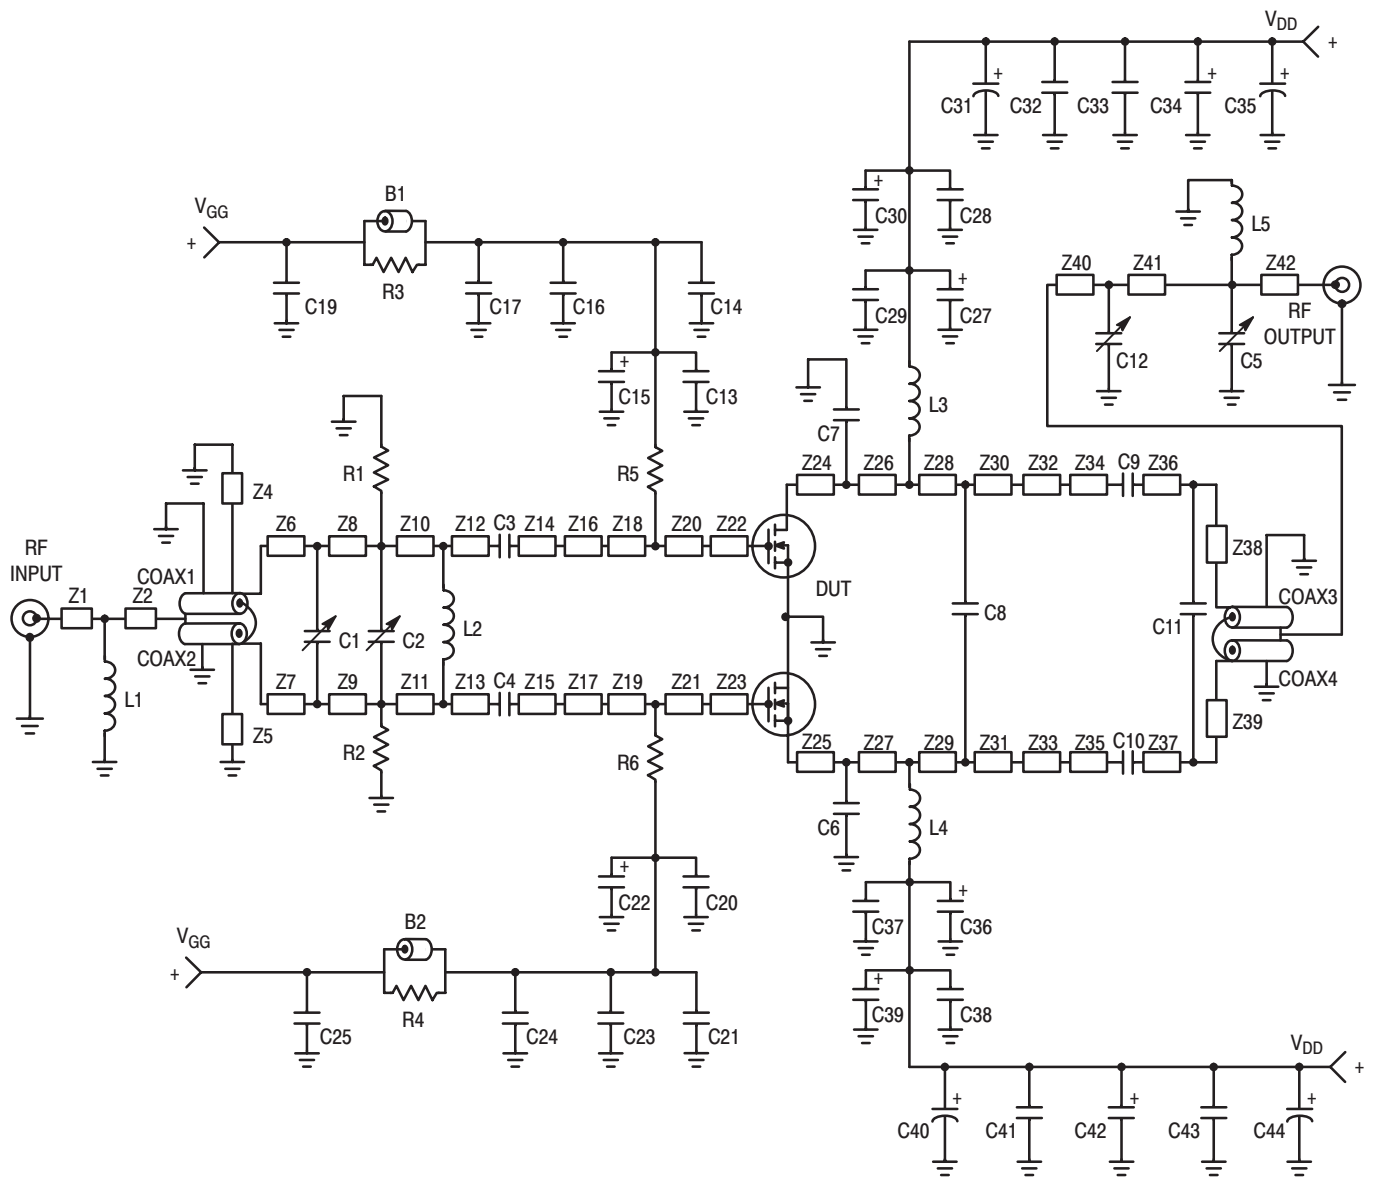 V_DD
+
+ + +
C31 C32 C33 C34 C35
+
C30 C28
B1
V_GG
+
L5
R3
Z40 Z41 Z42
+
C19 C17 C16 C14
C29 C27
RF
OUTPUT
C12 C5
+
C15 C13
L3
C7
R1 R5
Z24 Z26 Z28 Z30 Z32 Z34 C9 Z36
Z4
Z6 Z8 Z10 Z12 C3 Z14 Z16 Z18 Z20 Z22
RF
INPUT
Z38
COAX1
DUT
COAX3
Z1 Z2
C8 C11
C1 C2 L2
COAX2
COAX4
L1
Z7 Z9 Z11 Z13 C4 Z15 Z17 Z19 Z21 Z23
Z5
Z39
R2 R6
Z25 Z27 Z29 Z31 Z33 Z35 C10 Z37
C6 L4
+
C22 C20
+
C37 C36
B2
V_GG
+
R4
+
C39 C38
C25 C24 C23 C21
V_DD
+
+ + +
C40 C41 C42 C43 C44